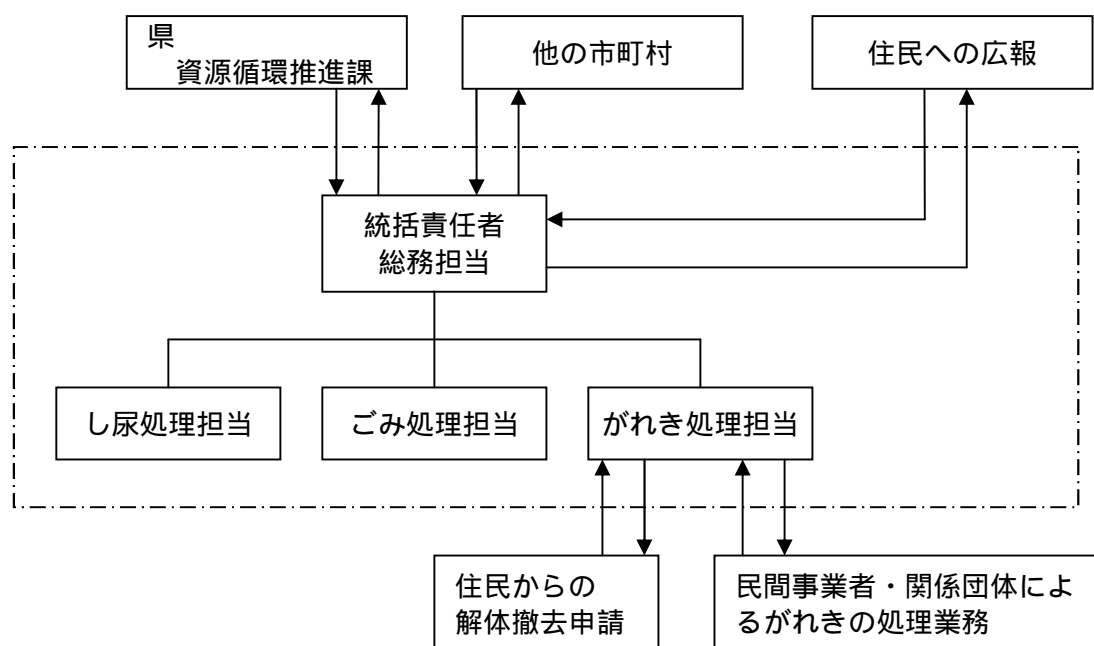 県
資源循環推進課
他の市町村
住民への広報
統括責任者
総務担当
し尿処理担当
ごみ処理担当
がれき処理担当
住民からの
解体撤去申請
民間事業者・関係団体によ
るがれきの処理業務